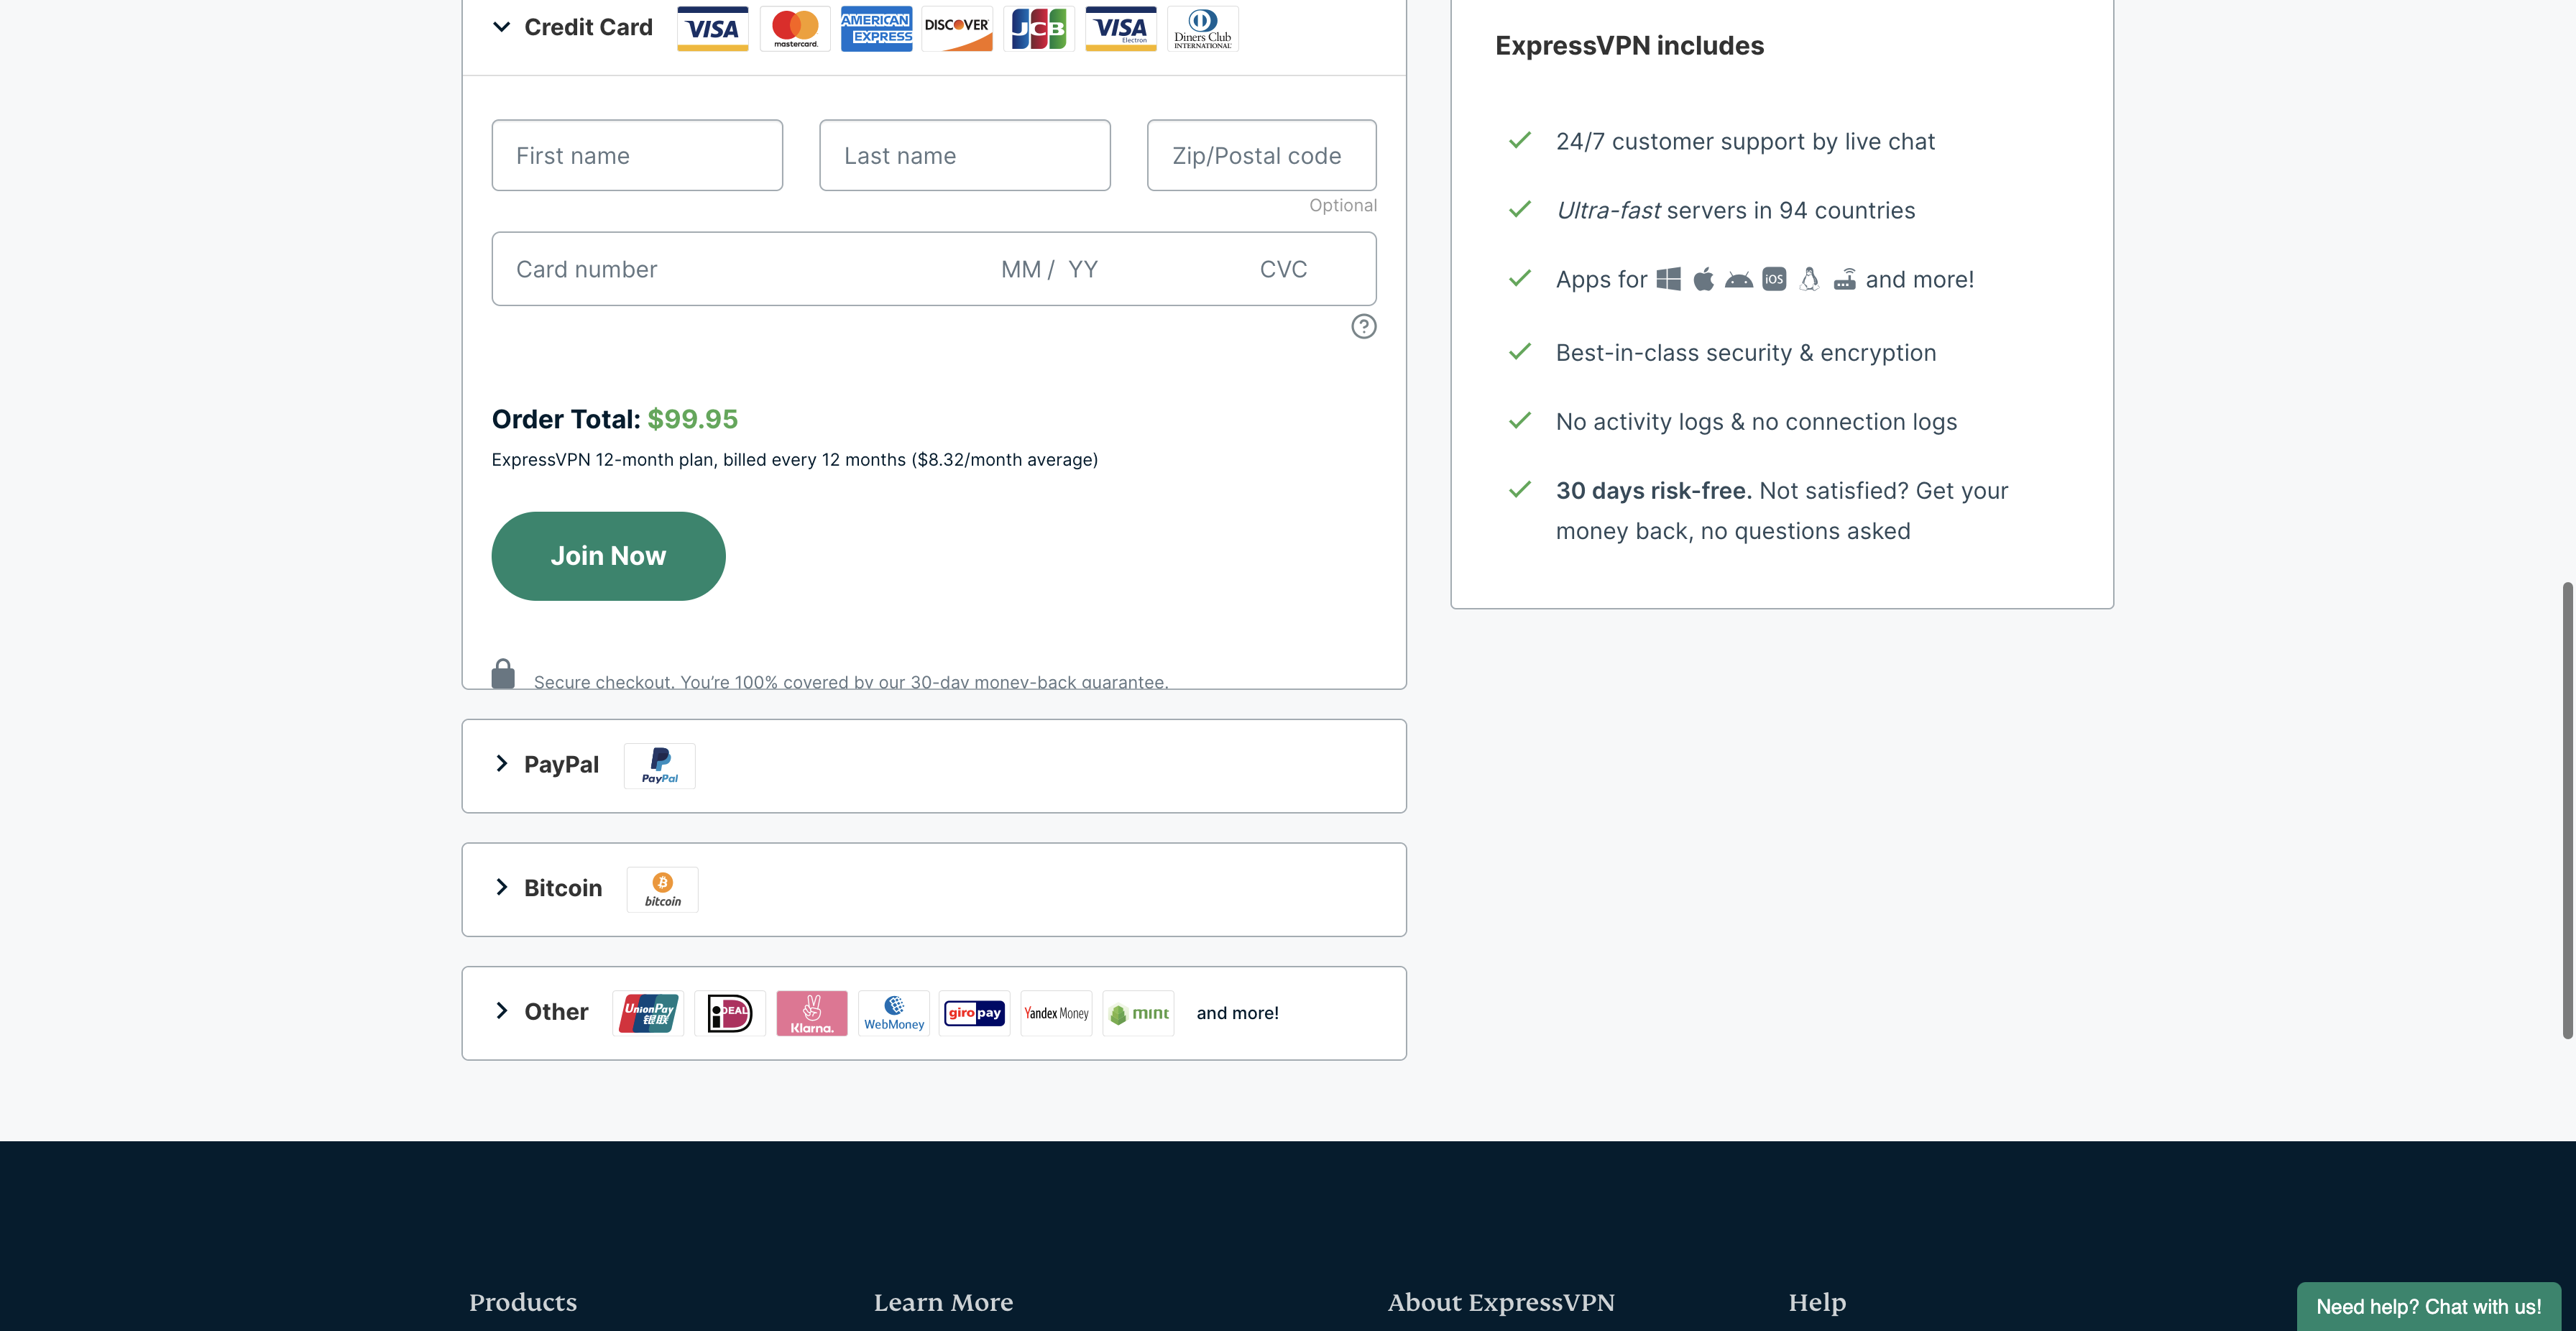 Credit Card VISA mastercard. AMERICAN EXPRESS DISCOVER JCB VISA Electron Diners Club INTERNATIONAL
First name Last name Zip/Postal code
Optional
Card number MM / YY CVC
?
Order Total: $99.95
ExpressVPN 12-month plan, billed every 12 months ($8.32/month average)
Join Now
Secure checkout. You're 100% covered by our 30-day money-back guarantee.
PayPal PayPal
Bitcoin bitcoin
Other UnionPay 银联 iDEAL Klarna. WebMoney giropay Yandex Money mint and more!
ExpressVPN includes
24/7 customer support by live chat
Ultra-fast servers in 94 countries
Apps for iOS and more!
Best-in-class security & encryption
No activity logs & no connection logs
30 days risk-free. Not satisfied? Get your
money back, no questions asked
Products Learn More About ExpressVPN Help
Need help? Chat with us!